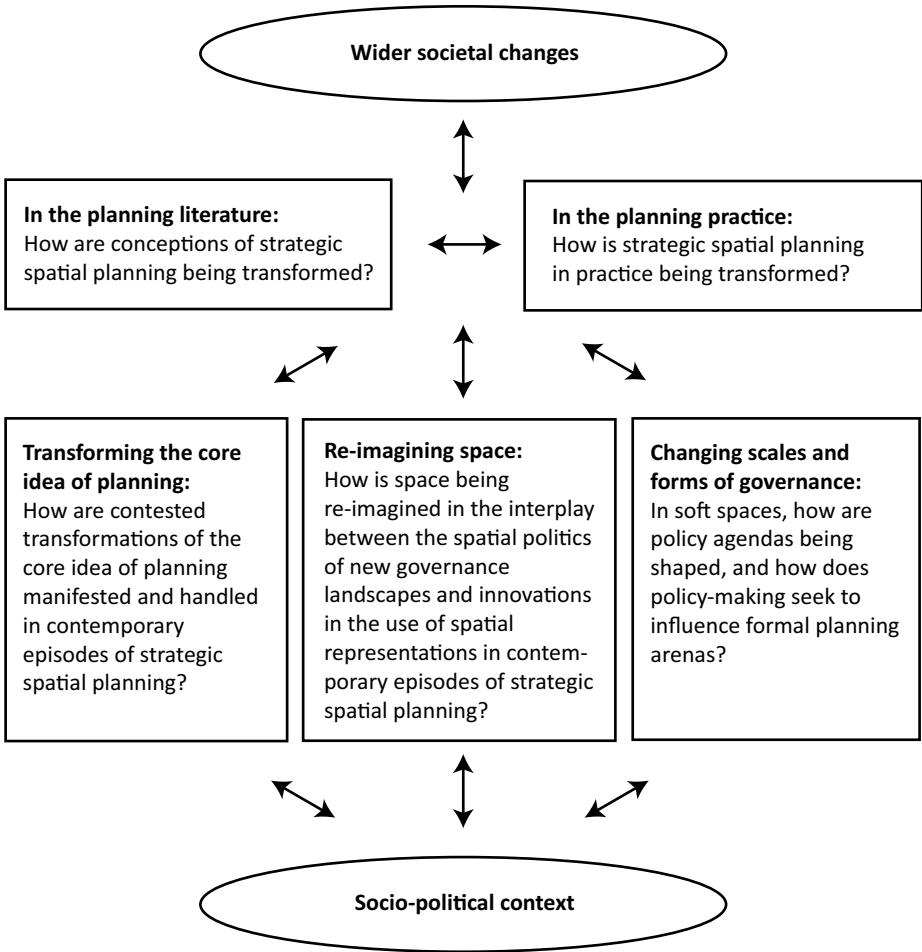 Wider societal changes
In the planning literature:
How are conceptions of strategic
spatial planning being transformed?
In the planning practice:
How is strategic spatial planning
in practice being transformed?
Transforming the core
idea of planning:
How are contested
transformations of the
core idea of planning
manifested and handled
in contemporary
episodes of strategic
spatial planning?
Re-imagining space:
How is space being
re-imagined in the interplay
between the spatial politics
of new governance
landscapes and innovations
in the use of spatial
representations in contem-
porary episodes of strategic
spatial planning?
Changing scales and
forms of governance:
In soft spaces, how are
policy agendas being
shaped, and how does
policy-making seek to
influence formal planning
arenas?
Socio-political context